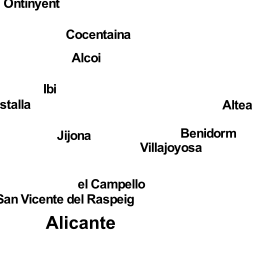 Ontinyent
Cocentaina
Alcoi
Ibi
stalla
Altea
Jijona
Benidorm
Villajoyosa
el Campello
San Vicente del Raspeig
Alicante